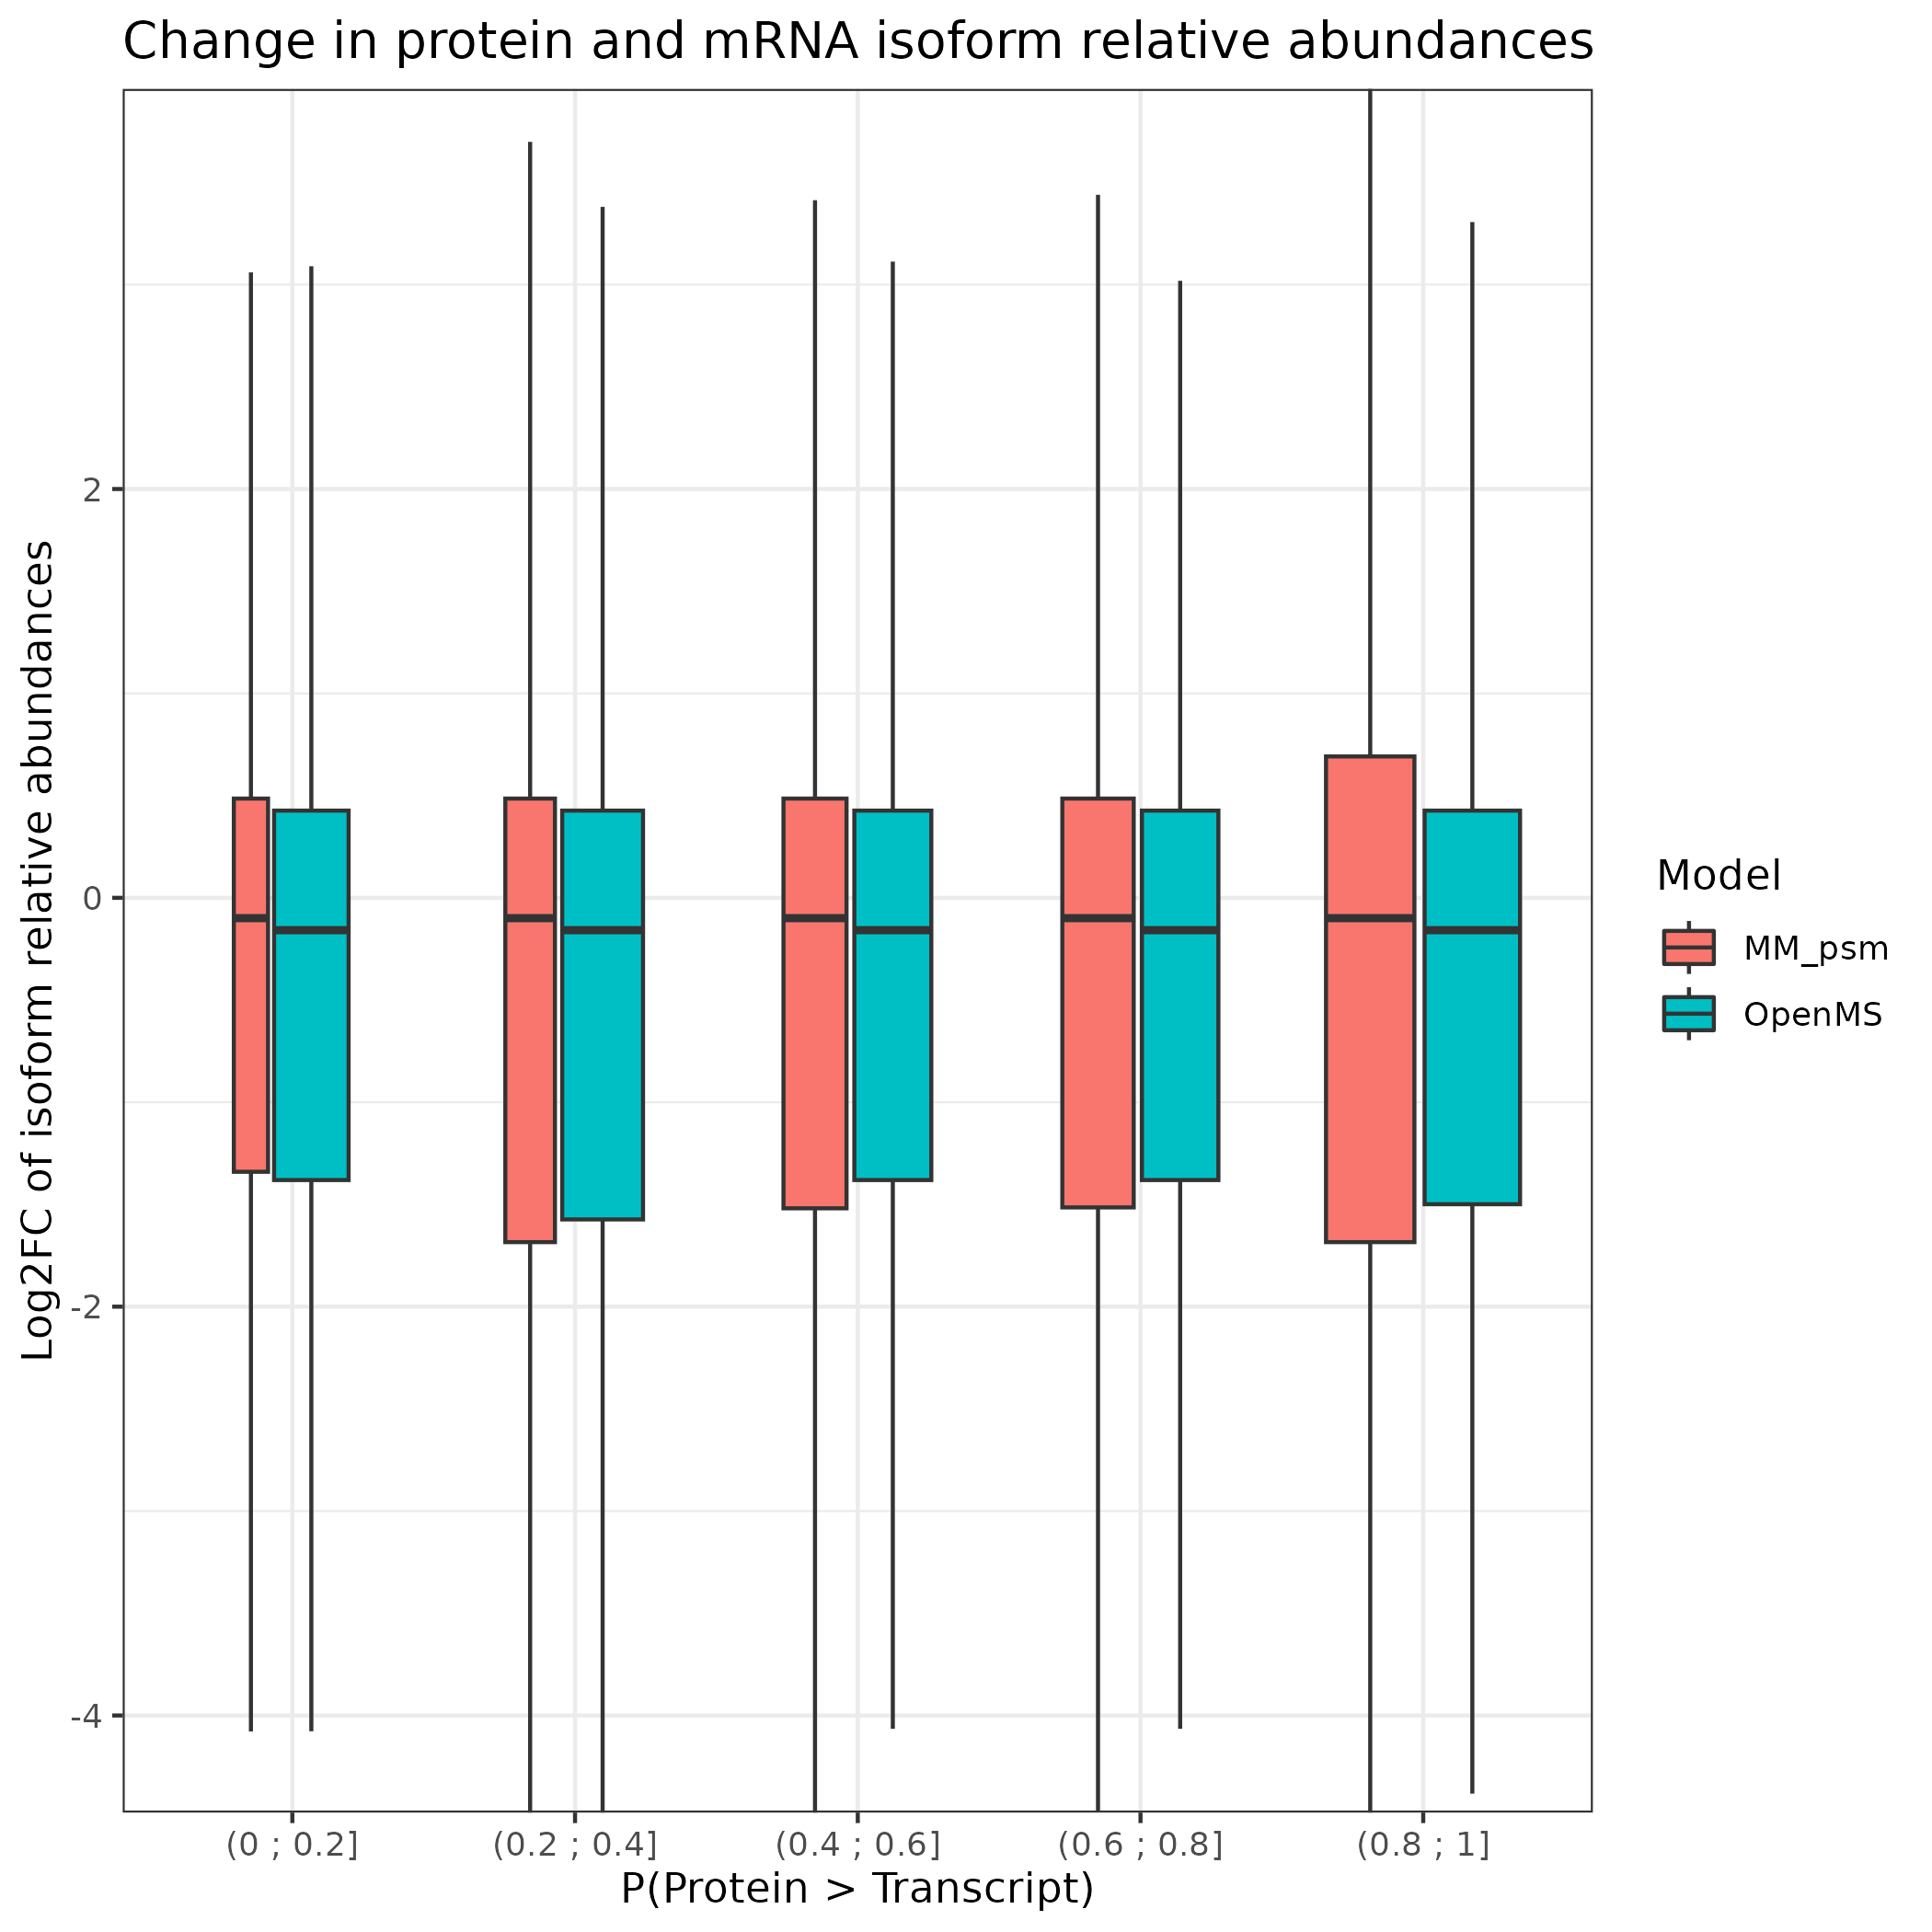 Change in protein and mRNA isoform relative abundances
Log2FC of isoform relative abundances
2
0
-2
-4
(0 ; 0.2]
(0.2 ; 0.4]
(0.4 ; 0.6]
(0.6 ; 0.8]
(0.8 ; 1]
P(Protein > Transcript)
Model
MM_psm
OpenMS